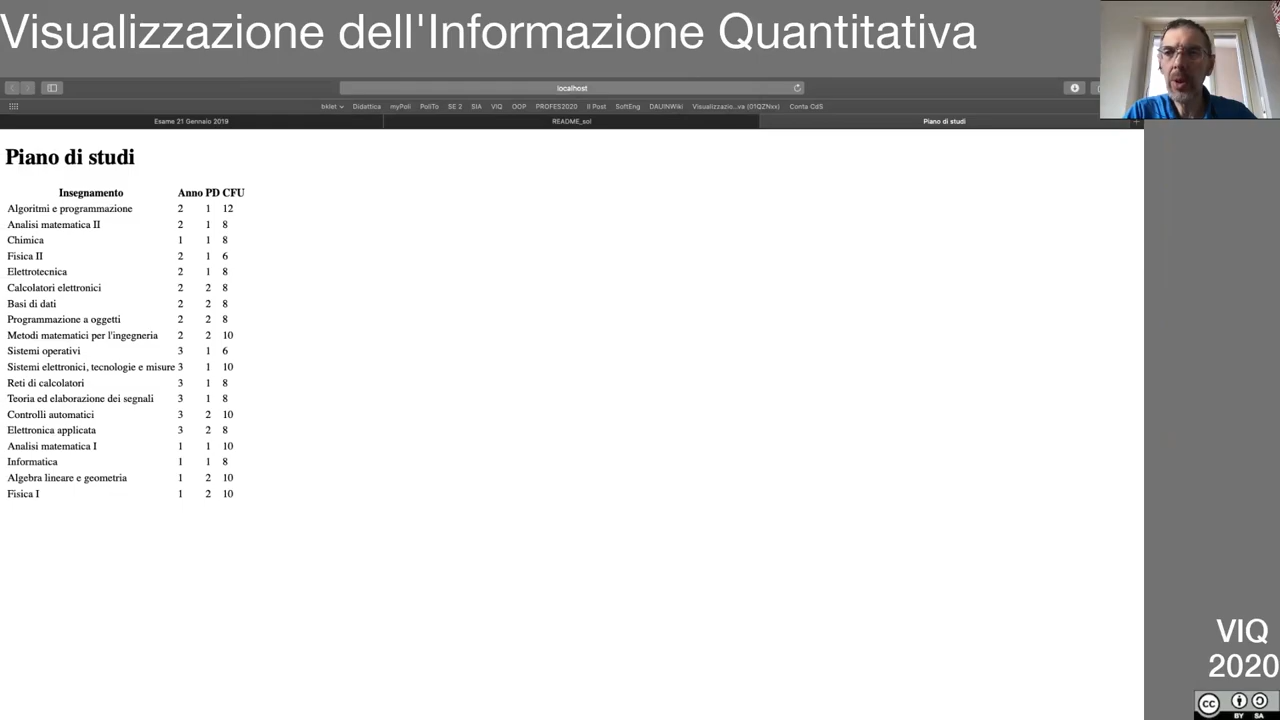 Visualizzazione dell'Informazione Quantitativa
localhost
bklet Didattica myPoli PoliTo SE 2 SIA VIQ OOP PROFES2020 Il Post SoftEng DAUINWiki Visualizzazio...va (01QZNxx) Conta CdS
Esame 21 Gennaio 2019 README_sol Piano di studi
Piano di studi
Insegnamento Anno PD CFU
Algoritmi e programmazione 2 1 12
Analisi matematica II 2 1 8
Chimica 1 1 8
Fisica II 2 1 6
Elettrotecnica 2 1 8
Calcolatori elettronici 2 2 8
Basi di dati 2 2 8
Programmazione a oggetti 2 2 8
Metodi matematici per l'ingegneria 2 2 10
Sistemi operativi 3 1 6
Sistemi elettronici, tecnologie e misure 3 1 10
Reti di calcolatori 3 1 8
Teoria ed elaborazione dei segnali 3 1 8
Controlli automatici 3 2 10
Elettronica applicata 3 2 8
Analisi matematica I 1 1 10
Informatica 1 1 8
Algebra lineare e geometria 1 2 10
Fisica I 1 2 10
VIQ
2020
CC
BY SA